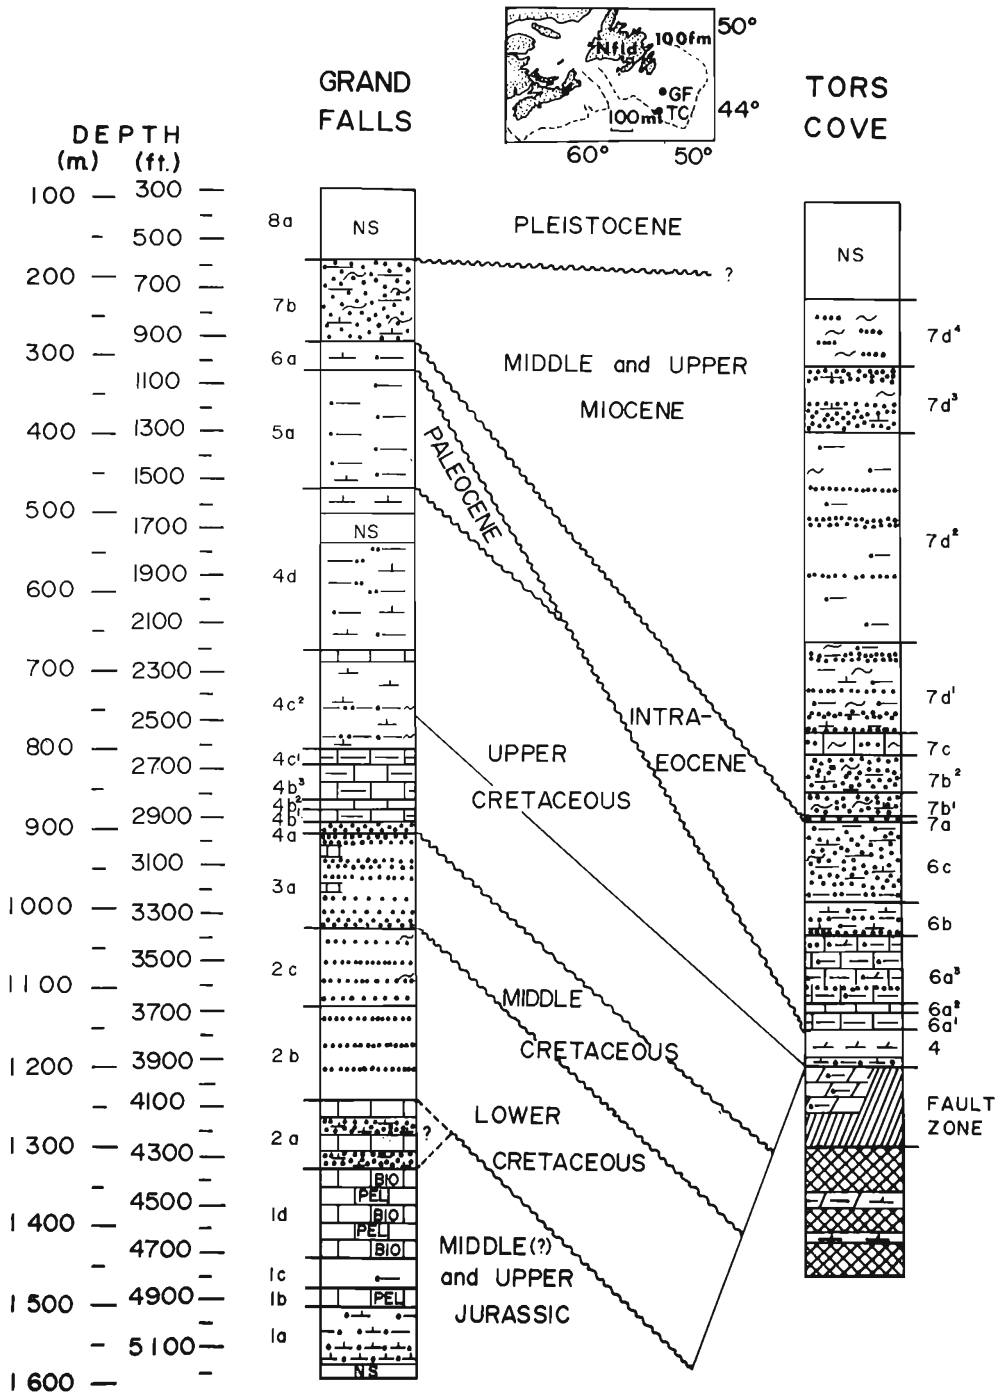 50°
100fm
Nfld
GF
TC
44°
100mi
60°
50°
GRAND
FALLS
TORS
COVE
DEPTH
(m.) (ft.)
100
200
300
400
500
600
700
800
900
1000
1100
1200
1300
1400
1500
1600
300
500
700
900
1100
1300
1500
1700
1900
2100
2300
2500
2700
2900
3100
3300
3500
3700
3900
4100
4300
4500
4700
4900
5100
8a
7b
6a
5a
4d
4c²
4c¹
4b³
4b²
4b¹
4a
3a
2c
2b
2a
1d
1c
1b
1a
NS
NS
BIO
PEL
BIO
PEL
BIO
PEL
NS
PLEISTOCENE
?
MIDDLE and UPPER
MIOCENE
PALEOCENE
INTRA-
EOCENE
UPPER
CRETACEOUS
MIDDLE
CRETACEOUS
LOWER
CRETACEOUS
?
MIDDLE(?)
and UPPER
JURASSIC
NS
7d⁴
7d³
7d²
7d¹
7c
7b²
7b¹
7a
6c
6b
6a³
6a²
6a¹
4
FAULT
ZONE